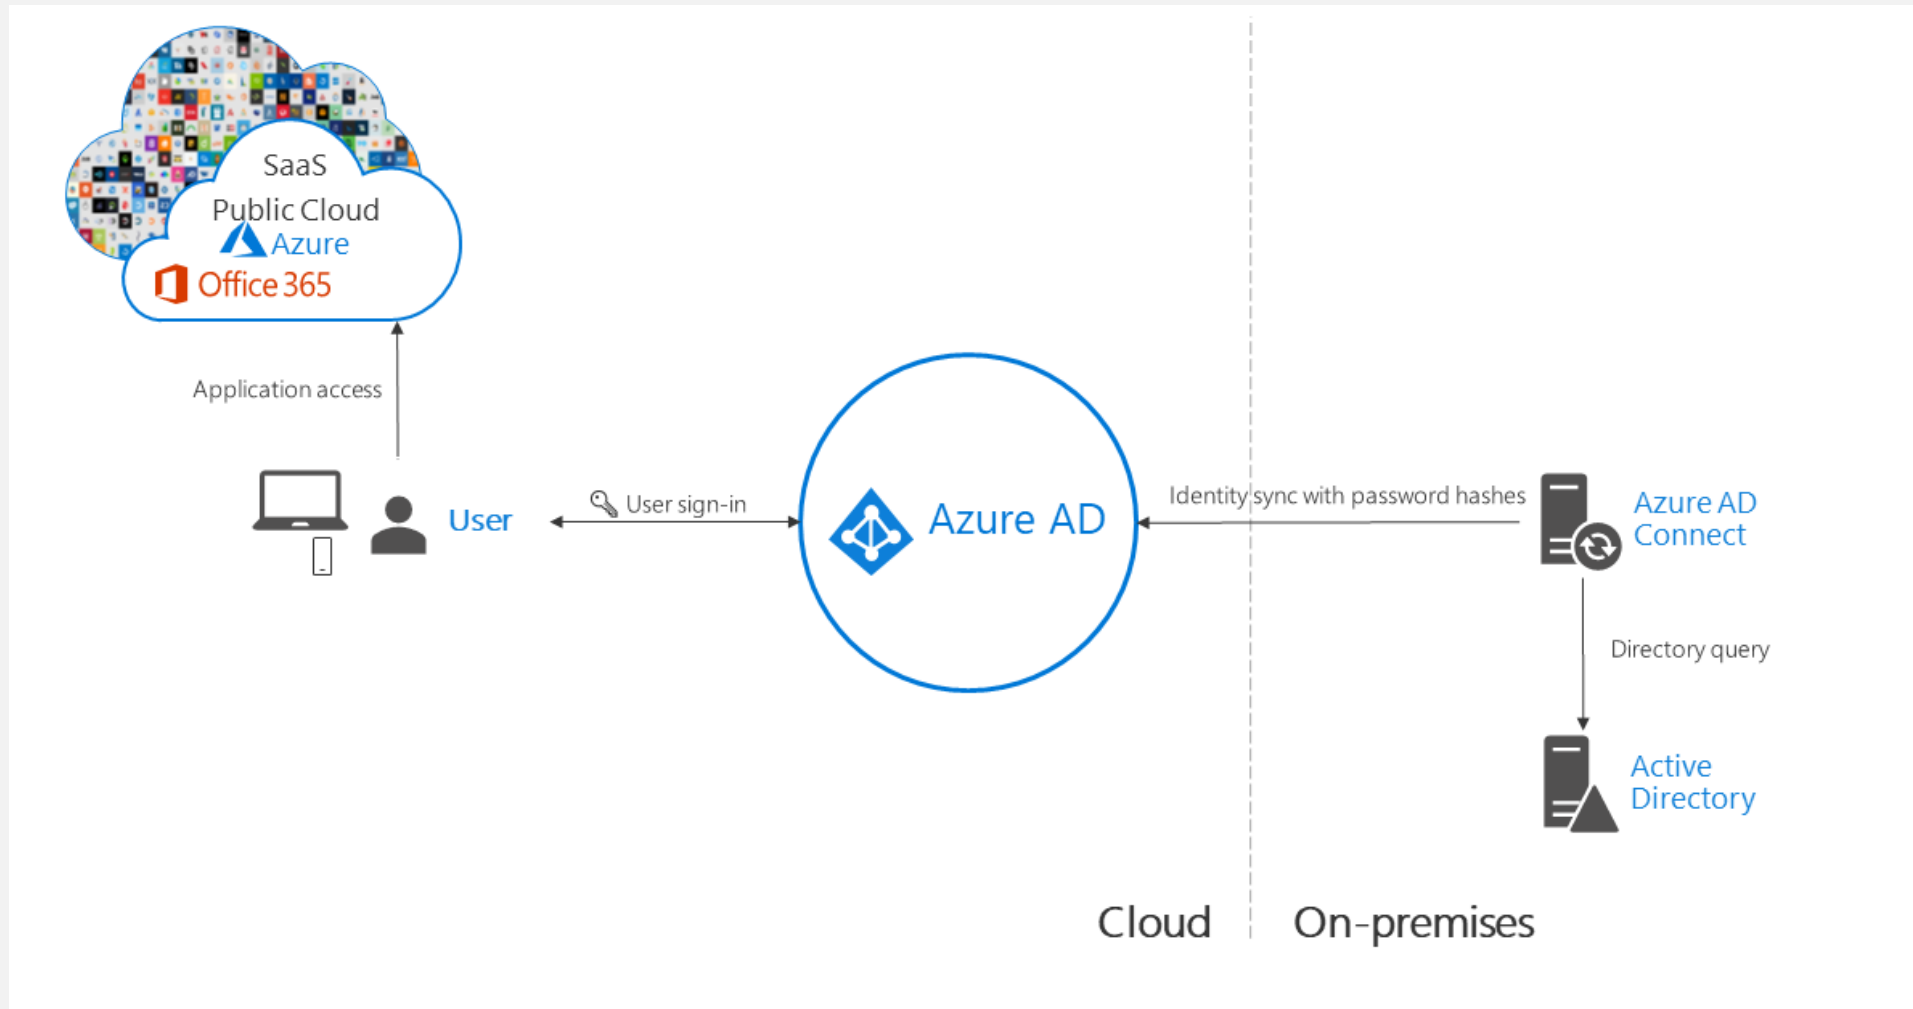 SaaS
Public Cloud
Azure
Office 365
Application access
User
User sign-in
Azure AD
Identity sync with password hashes
Azure AD
Connect
Directory query
Active
Directory
Cloud
On-premises